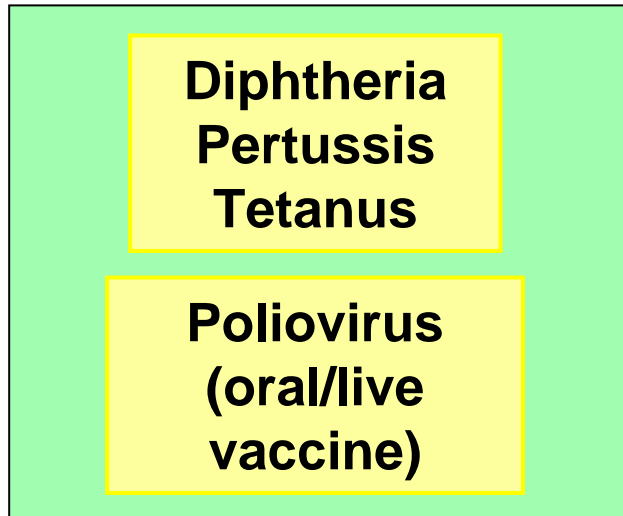 Diphtheria
Pertussis
Tetanus
Poliovirus
(oral/live
vaccine)